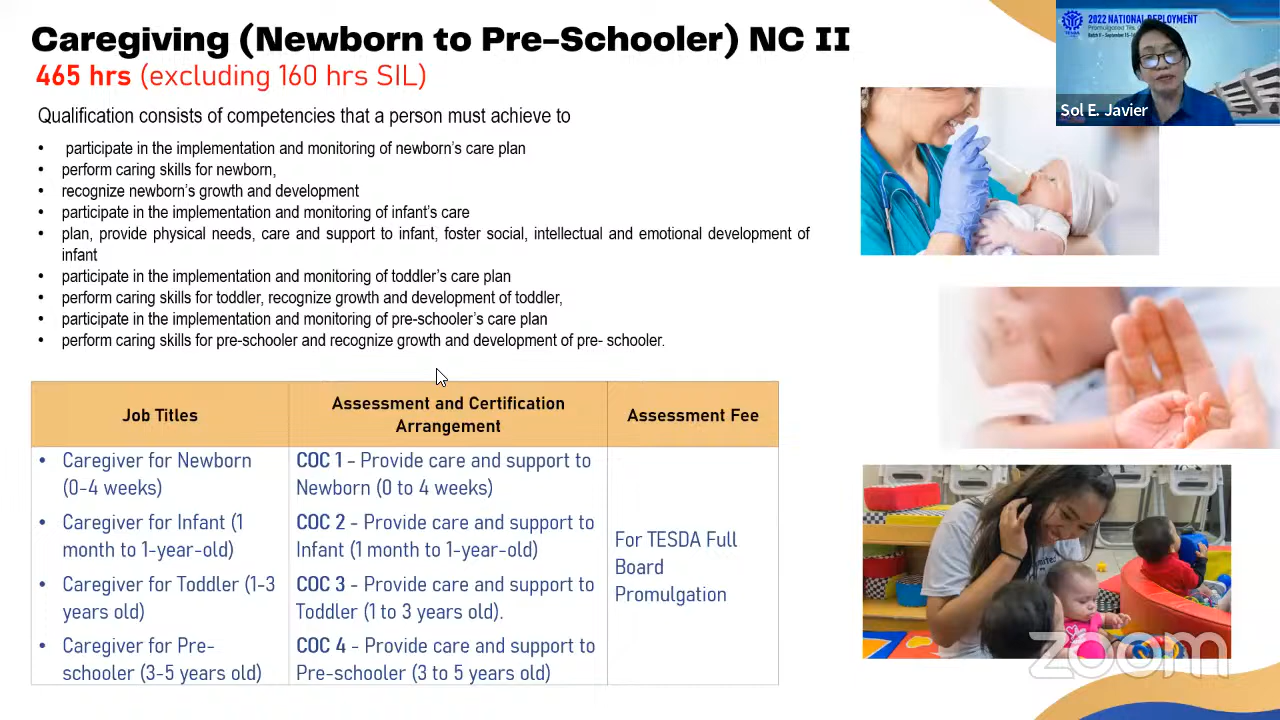 Caregiving (Newborn to Pre-Schooler) NC II
465 hrs (excluding 160 hrs SIL)
Qualification consists of competencies that a person must achieve to
• participate in the implementation and monitoring of newborn's care plan
• perform caring skills for newborn,
• recognize newborn's growth and development
• participate in the implementation and monitoring of infant's care
• plan, provide physical needs, care and support to infant, foster social, intellectual and emotional development of
infant
• participate in the implementation and monitoring of toddler's care plan
• perform caring skills for toddler, recognize growth and development of toddler,
• participate in the implementation and monitoring of pre-schooler's care plan
• perform caring skills for pre-schooler and recognize growth and development of pre- schooler.
Job Titles
Assessment and Certification
Arrangement
Assessment Fee
• Caregiver for Newborn
(0-4 weeks)
• Caregiver for Infant (1
month to 1-year-old)
• Caregiver for Toddler (1-3
years old)
• Caregiver for Pre-
schooler (3-5 years old)
COC 1 - Provide care and support to
Newborn (0 to 4 weeks)
COC 2 - Provide care and support to
Infant (1 month to 1-year-old)
COC 3 - Provide care and support to
Toddler (1 to 3 years old).
COC 4 - Provide care and support to
Pre-schooler (3 to 5 years old)
For TESDA Full
Board
Promulgation
2022 NATIONAL DEPLOYMENT
TESDA
Sol E. Javier
zoom